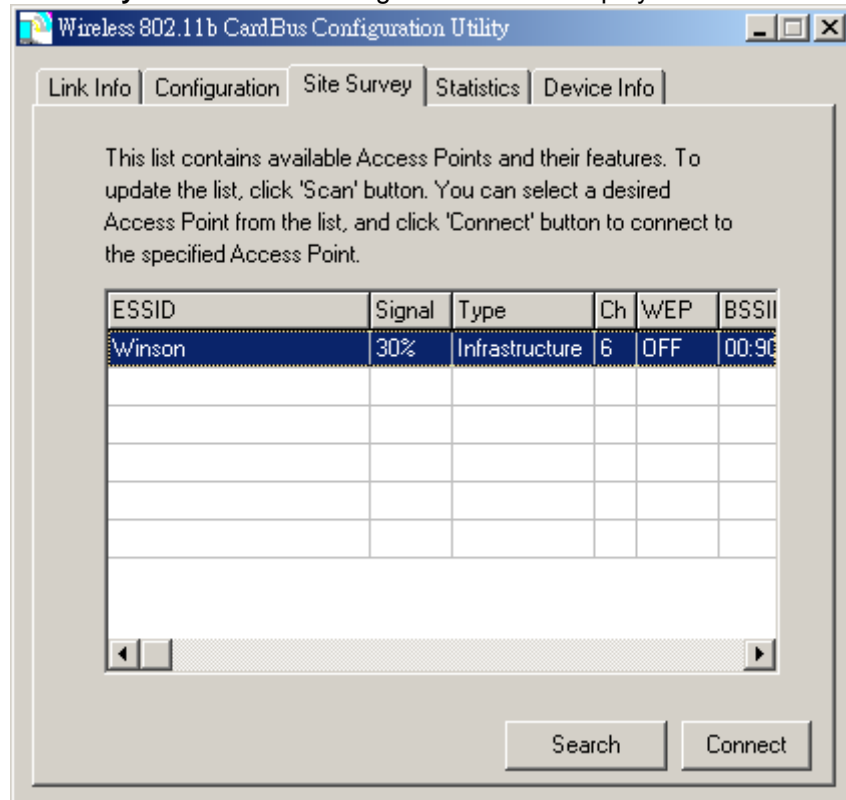 Wireless 802.11b CardBus Configuration Utility
Link Info Configuration Site Survey Statistics Device Info
This list contains available Access Points and their features. To
update the list, click 'Scan' button. You can select a desired
Access Point from the list, and click 'Connect' button to connect to
the specified Access Point.
ESSID Signal Type Ch WEP
Winson 30% Infrastructure 6 OFF 00:90
Search Connect